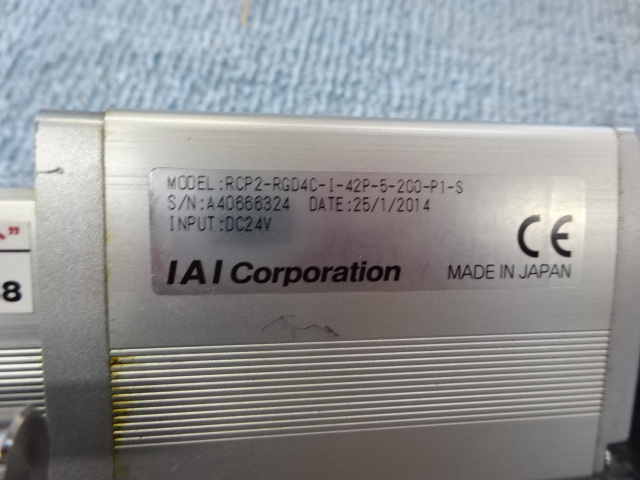 MODEL:RCP2-RGD4C-I-42P-5-200-P1-S
S/N:A40666324 DATE:25/1/2014
INPUT:DC24V
CE
IAI Corporation MADE IN JAPAN
8